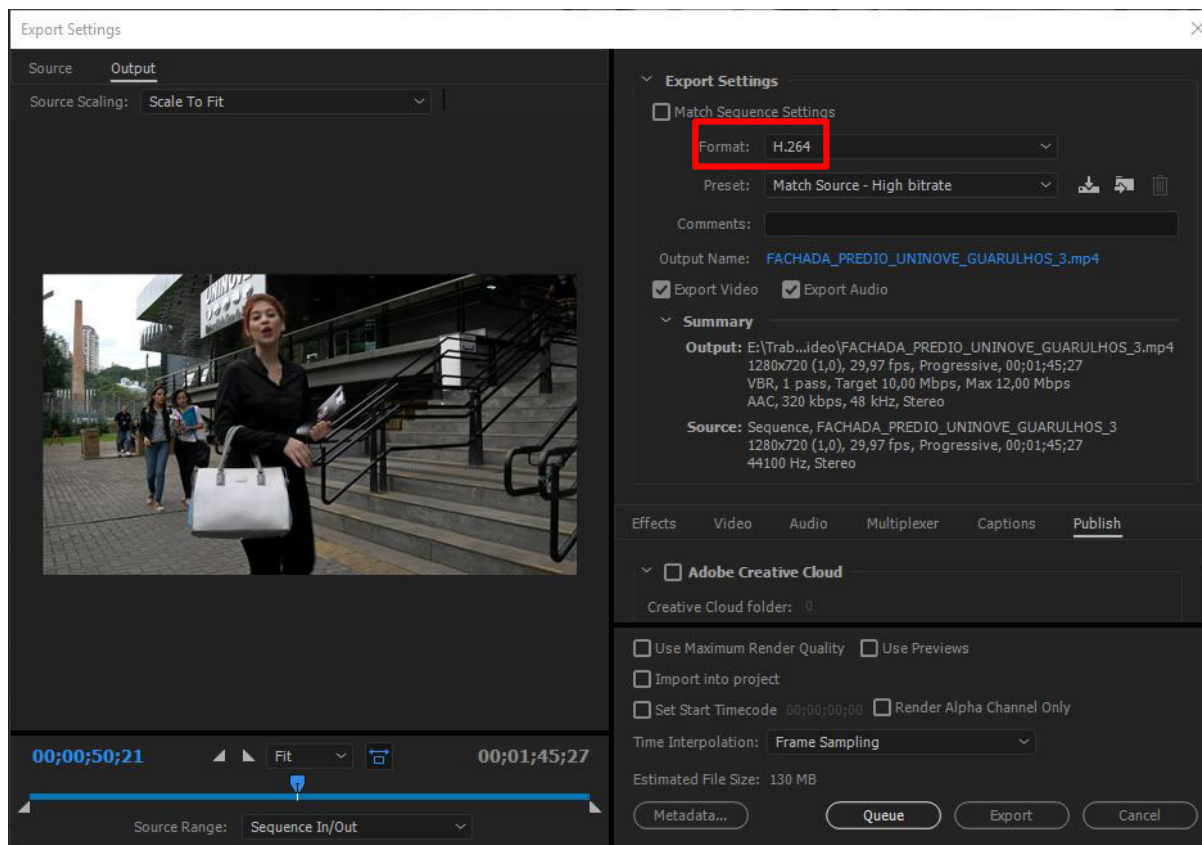 Export Settings
Source Output
Source Scaling: Scale To Fit
UNINOVE
00;00;50;21 Fit 00;01;45;27
Source Range: Sequence In/Out
Export Settings
Match Sequence Settings
Format: H.264
Preset: Match Source - High bitrate
Comments:
Output Name: FACHADA_PREDIO_UNINOVE_GUARULHOS_3.mp4
Export Video Export Audio
Summary
Output: E:\Trab...ideo\FACHADA_PREDIO_UNINOVE_GUARULHOS_3.mp4
1280x720 (1,0), 29,97 fps, Progressive, 00;01;45;27
VBR, 1 pass, Target 10,00 Mbps, Max 12,00 Mbps
AAC, 320 kbps, 48 kHz, Stereo
Source: Sequence, FACHADA_PREDIO_UNINOVE_GUARULHOS_3
1280x720 (1,0), 29,97 fps, Progressive, 00;01;45;27
44100 Hz, Stereo
Effects Video Audio Multiplexer Captions Publish
Adobe Creative Cloud
Creative Cloud folder: 0
Use Maximum Render Quality Use Previews
Import into project
Set Start Timecode 00;00;00;00 Render Alpha Channel Only
Time Interpolation: Frame Sampling
Estimated File Size: 130 MB
Metadata... Queue Export Cancel